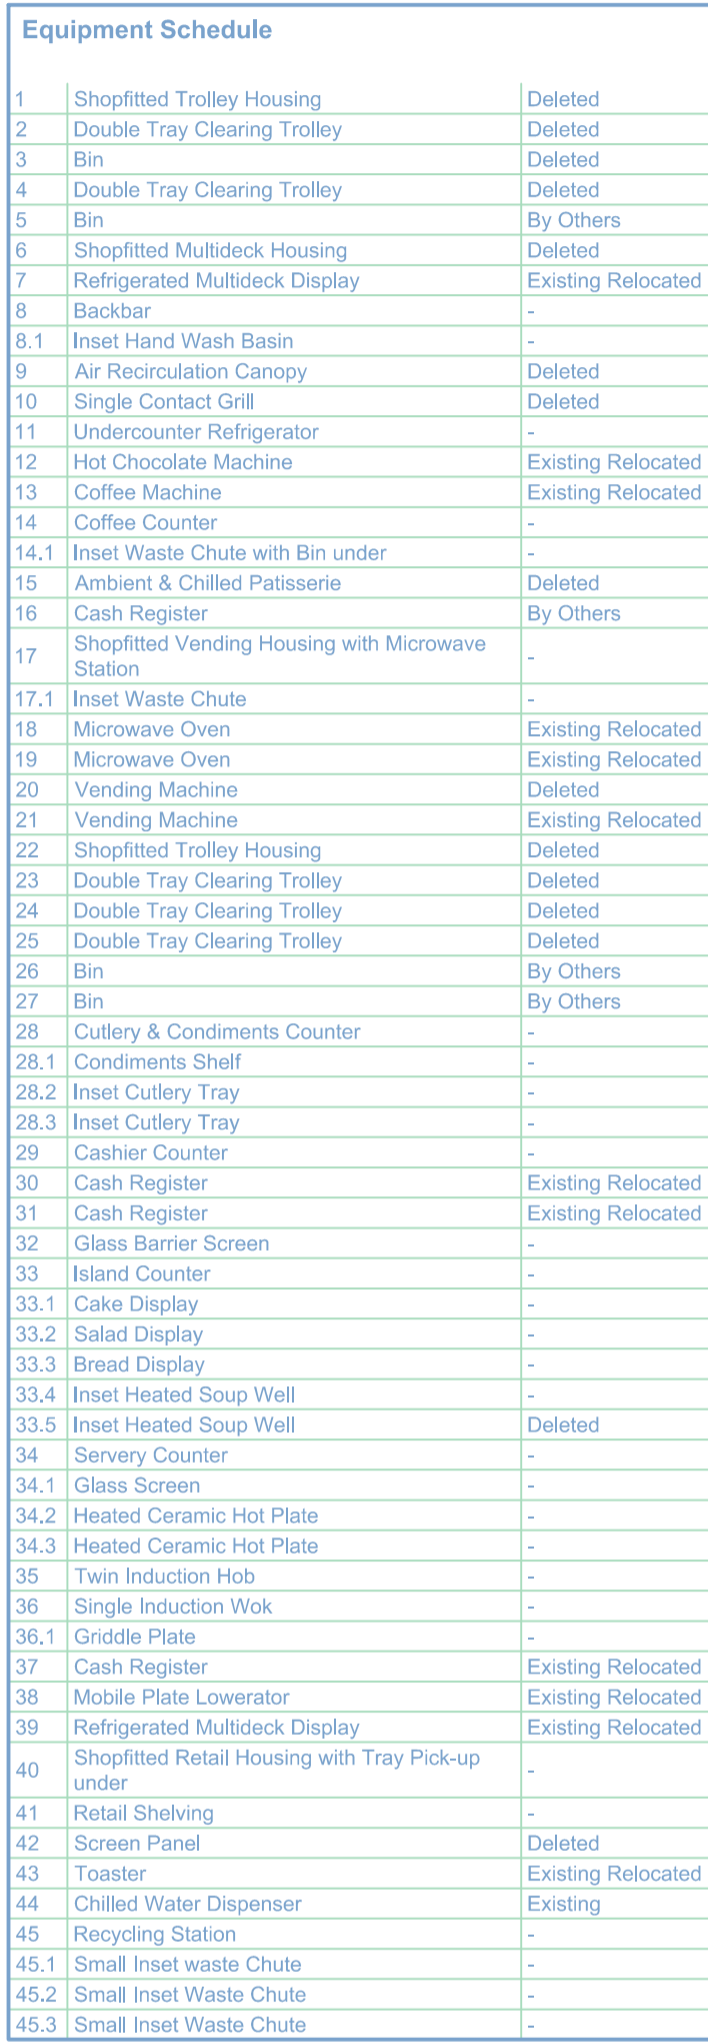 Equipment Schedule
1 Shopfitted Trolley Housing Deleted
2 Double Tray Clearing Trolley Deleted
3 Bin Deleted
4 Double Tray Clearing Trolley Deleted
5 Bin By Others
6 Shopfitted Multideck Housing Deleted
7 Refrigerated Multideck Display Existing Relocated
8 Backbar -
8.1 Inset Hand Wash Basin -
9 Air Recirculation Canopy Deleted
10 Single Contact Grill Deleted
11 Undercounter Refrigerator -
12 Hot Chocolate Machine Existing Relocated
13 Coffee Machine Existing Relocated
14 Coffee Counter -
14.1 Inset Waste Chute with Bin under -
15 Ambient & Chilled Patisserie Deleted
16 Cash Register By Others
17 Shopfitted Vending Housing with Microwave
Station -
17.1 Inset Waste Chute -
18 Microwave Oven Existing Relocated
19 Microwave Oven Existing Relocated
20 Vending Machine Deleted
21 Vending Machine Existing Relocated
22 Shopfitted Trolley Housing Deleted
23 Double Tray Clearing Trolley Deleted
24 Double Tray Clearing Trolley Deleted
25 Double Tray Clearing Trolley Deleted
26 Bin By Others
27 Bin By Others
28 Cutlery & Condiments Counter -
28.1 Condiments Shelf -
28.2 Inset Cutlery Tray -
28.3 Inset Cutlery Tray -
29 Cashier Counter -
30 Cash Register Existing Relocated
31 Cash Register Existing Relocated
32 Glass Barrier Screen -
33 Island Counter -
33.1 Cake Display -
33.2 Salad Display -
33.3 Bread Display -
33.4 Inset Heated Soup Well -
33.5 Inset Heated Soup Well Deleted
34 Servery Counter -
34.1 Glass Screen -
34.2 Heated Ceramic Hot Plate -
34.3 Heated Ceramic Hot Plate -
35 Twin Induction Hob -
36 Single Induction Wok -
36.1 Griddle Plate -
37 Cash Register Existing Relocated
38 Mobile Plate Lowerator Existing Relocated
39 Refrigerated Multideck Display Existing Relocated
40 Shopfitted Retail Housing with Tray Pick-up
under -
41 Retail Shelving -
42 Screen Panel Deleted
43 Toaster Existing Relocated
44 Chilled Water Dispenser Existing
45 Recycling Station -
45.1 Small Inset waste Chute -
45.2 Small Inset Waste Chute -
45.3 Small Inset Waste Chute -